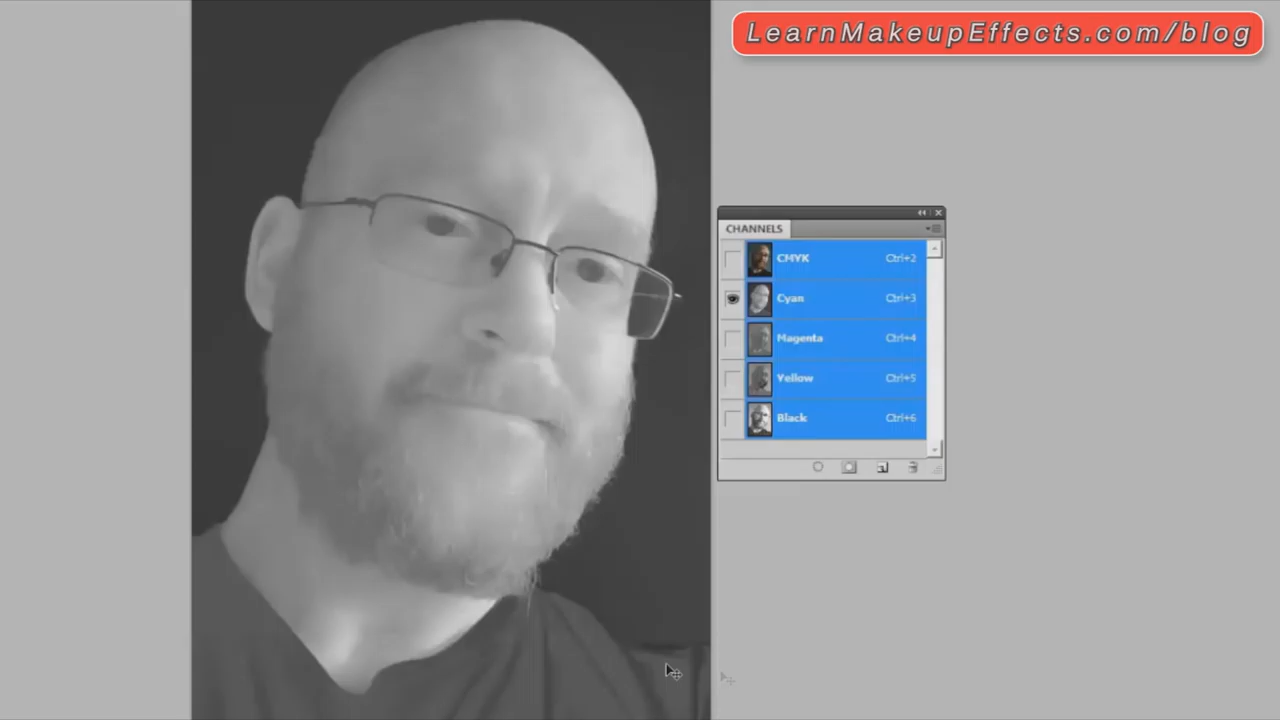 LearnMakeupEffects.com/blog
CHANNELS
CMYK Ctrl+2
Cyan Ctrl+3
Magenta Ctrl+4
Yellow Ctrl+5
Black Ctrl+6